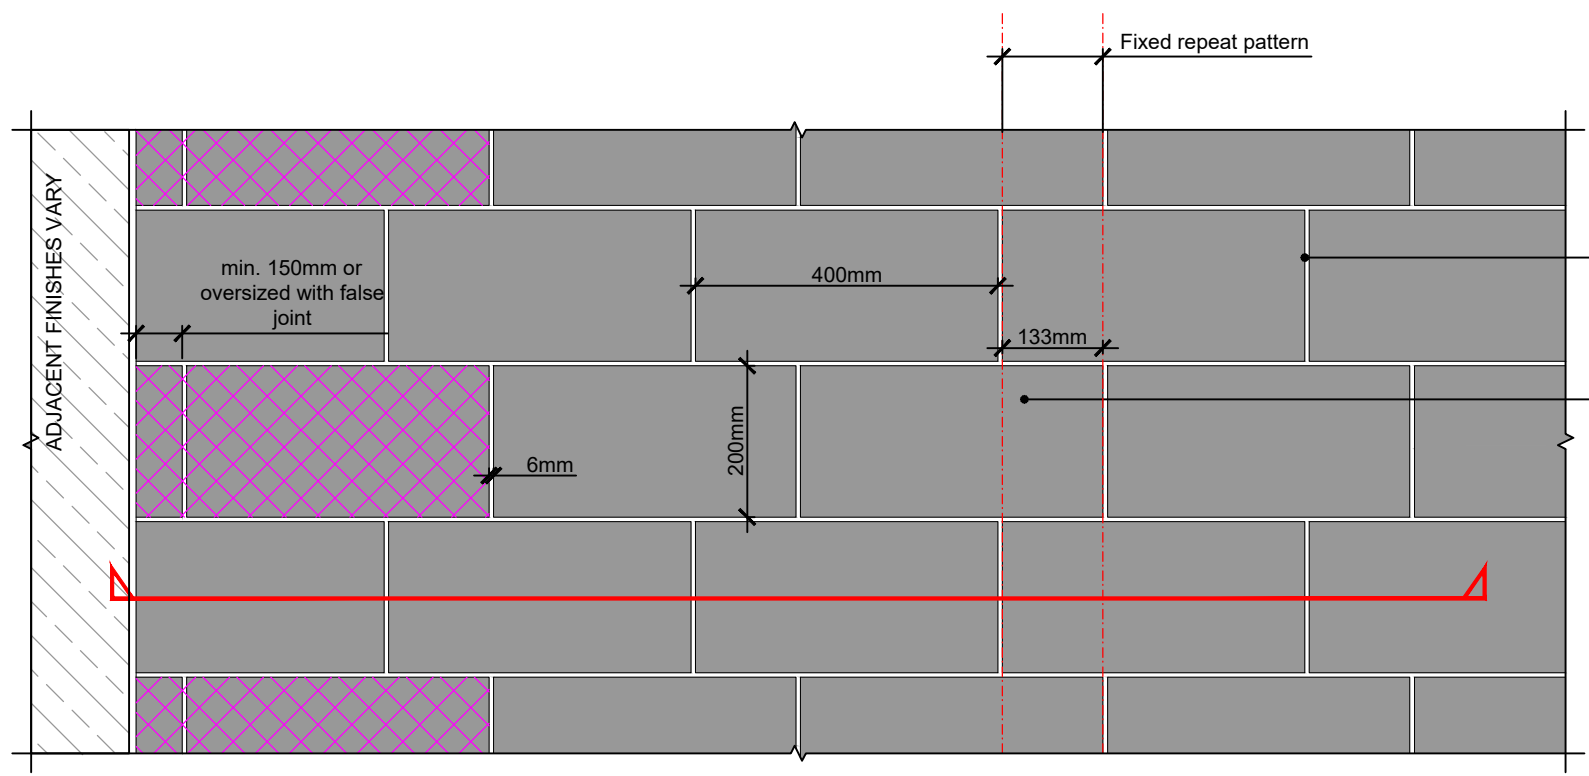 Fixed repeat pattern
ADJACENT FINISHES VARY
min. 150mm or
oversized with false
joint
400mm
133mm
200mm
6mm